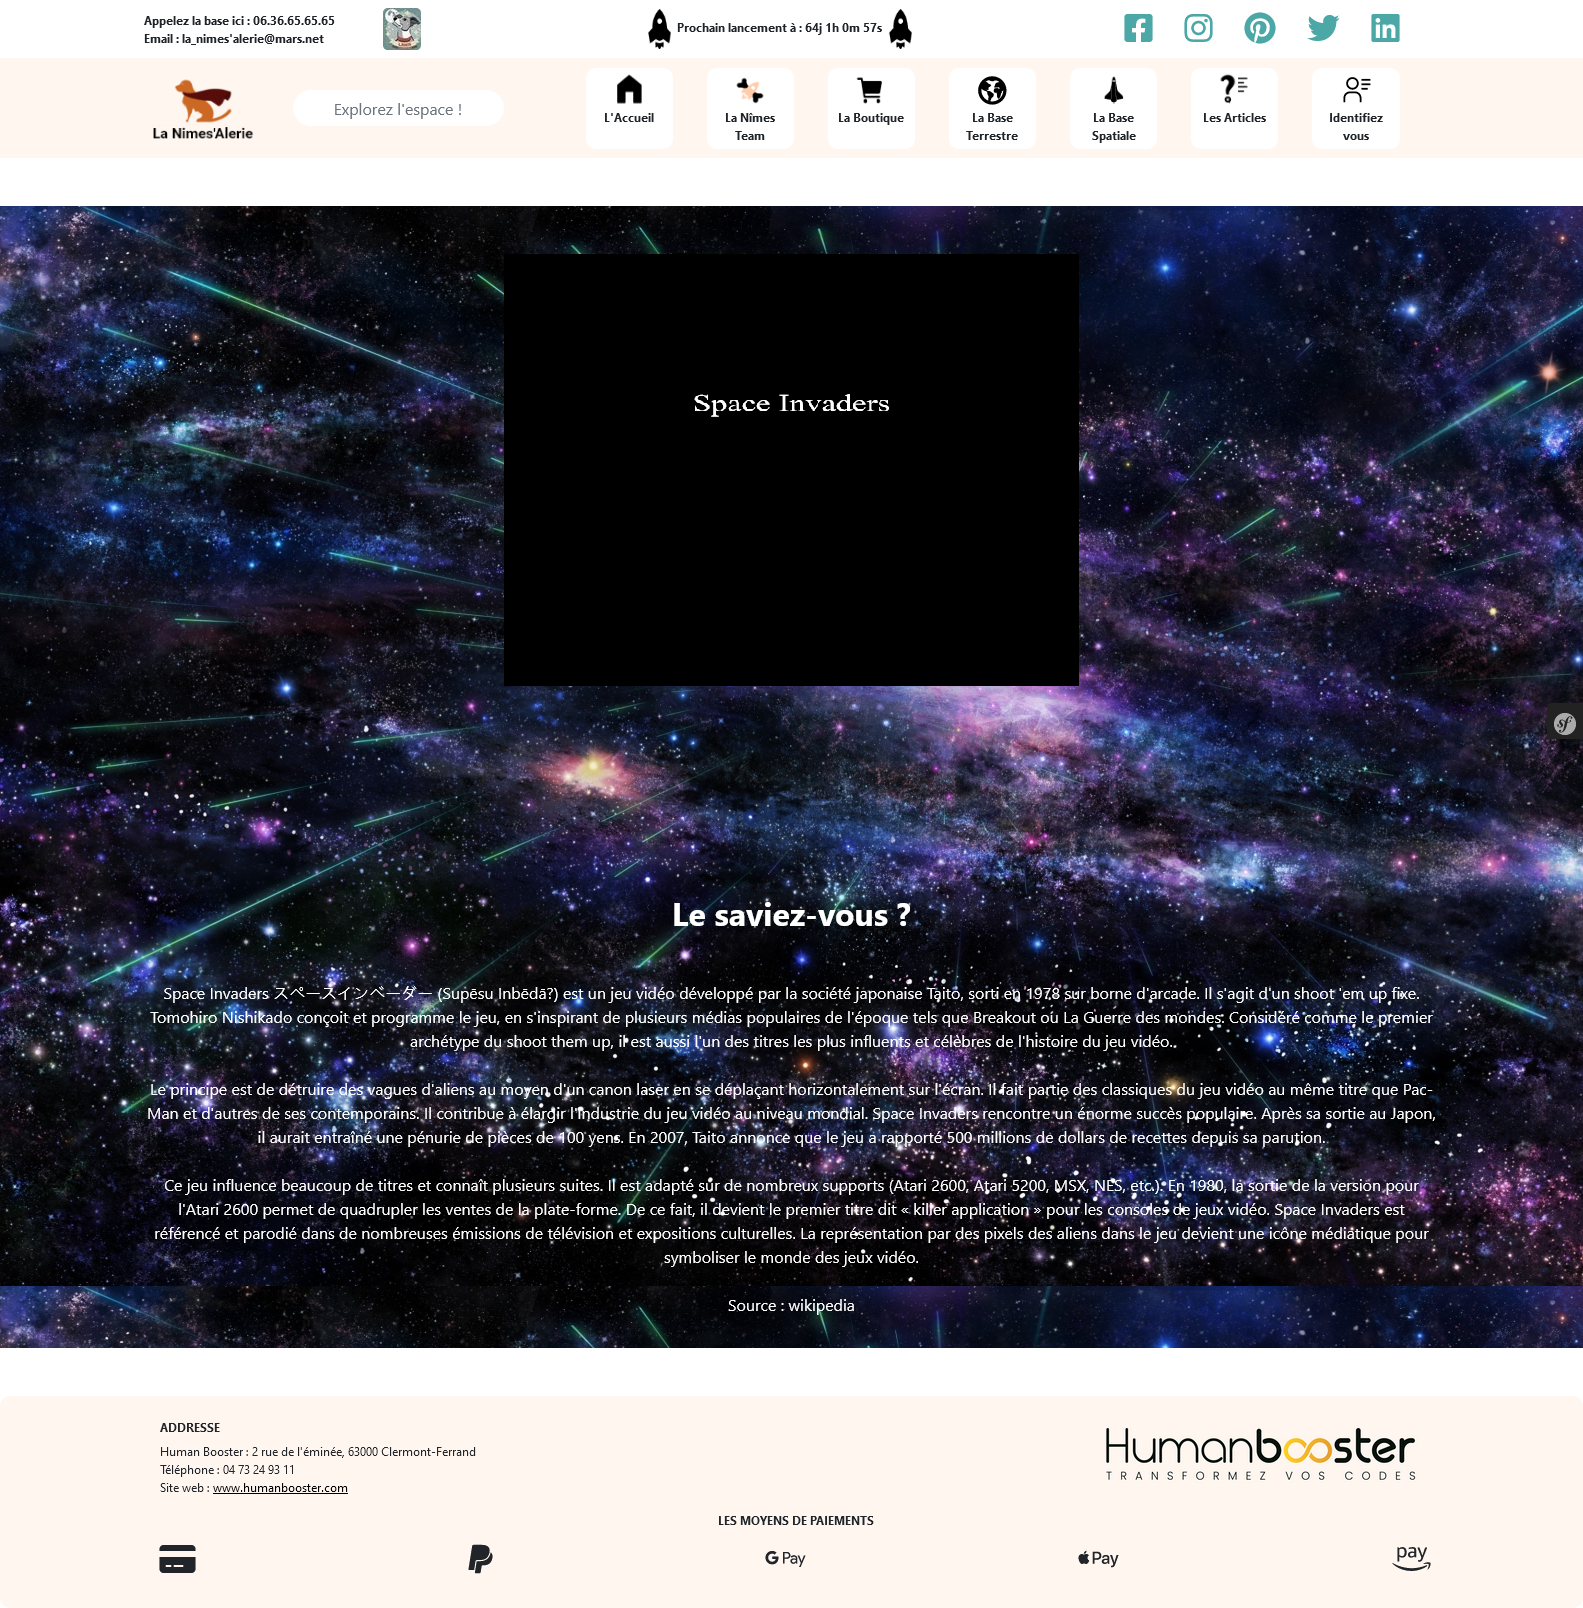 Appelez la base ici : 06.36.65.65.65
Email : la_nimes'alerie@mars.net
Prochain lancement à : 64j 1h 0m 57s
La Nimes'Alerie
Explorez l'espace !
L'Accueil
La Nîmes
Team
La Boutique
La Base
Terrestre
La Base
Spatiale
Les Articles
Identifiez
vous
Space Invaders
sf
Le saviez-vous ?
Space Invaders スペースインベーダー (Supēsu Inbēdā?) est un jeu vidéo développé par la société japonaise Taito, sorti en 1978 sur borne d'arcade. Il s'agit d'un shoot 'em up fixe.
Tomohiro Nishikado conçoit et programme le jeu, en s'inspirant de plusieurs médias populaires de l'époque tels que Breakout ou La Guerre des mondes. Considéré comme le premier
archétype du shoot them up, il est aussi l'un des titres les plus influents et célèbres de l'histoire du jeu vidéo.
Le principe est de détruire des vagues d'aliens au moyen d'un canon laser en se déplaçant horizontalement sur l'écran. Il fait partie des classiques du jeu vidéo au même titre que Pac-
Man et d'autres de ses contemporains. Il contribue à élargir l'industrie du jeu vidéo au niveau mondial. Space Invaders rencontre un énorme succès populaire. Après sa sortie au Japon,
il aurait entraîné une pénurie de pièces de 100 yens. En 2007, Taito annonce que le jeu a rapporté 500 millions de dollars de recettes depuis sa parution.
Ce jeu influence beaucoup de titres et connaît plusieurs suites. Il est adapté sur de nombreux supports (Atari 2600, Atari 5200, MSX, NES, etc.). En 1980, la sortie de la version pour
l'Atari 2600 permet de quadrupler les ventes de la plate-forme. De ce fait, il devient le premier titre dit « killer application » pour les consoles de jeux vidéo. Space Invaders est
référencé et parodié dans de nombreuses émissions de télévision et expositions culturelles. La représentation par des pixels des aliens dans le jeu devient une icône médiatique pour
symboliser le monde des jeux vidéo.
Source : wikipedia
ADDRESSE
Human Booster : 2 rue de l'éminée, 63000 Clermont-Ferrand
Téléphone : 04 73 24 93 11
Site web : www.humanbooster.com
Humanbooster
TRANSFORMEZ VOS CODES
LES MOYENS DE PAIEMENTS
G Pay
Pay
pay